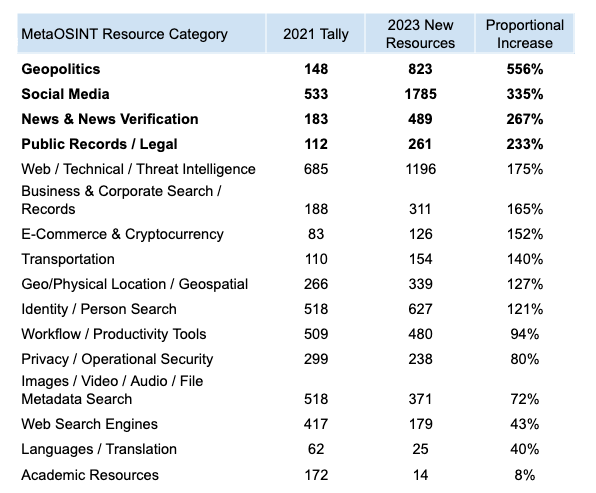 MetaOSINT Resource Category 2021 Tally 2023 New Resources Proportional Increase
Geopolitics 148 823 556%
Social Media 533 1785 335%
News & News Verification 183 489 267%
Public Records / Legal 112 261 233%
Web / Technical / Threat Intelligence 685 1196 175%
Business & Corporate Search /
Records 188 311 165%
E-Commerce & Cryptocurrency 83 126 152%
Transportation 110 154 140%
Geo/Physical Location / Geospatial 266 339 127%
Identity / Person Search 518 627 121%
Workflow / Productivity Tools 509 480 94%
Privacy / Operational Security 299 238 80%
Images / Video / Audio / File
Metadata Search 518 371 72%
Web Search Engines 417 179 43%
Languages / Translation 62 25 40%
Academic Resources 172 14 8%